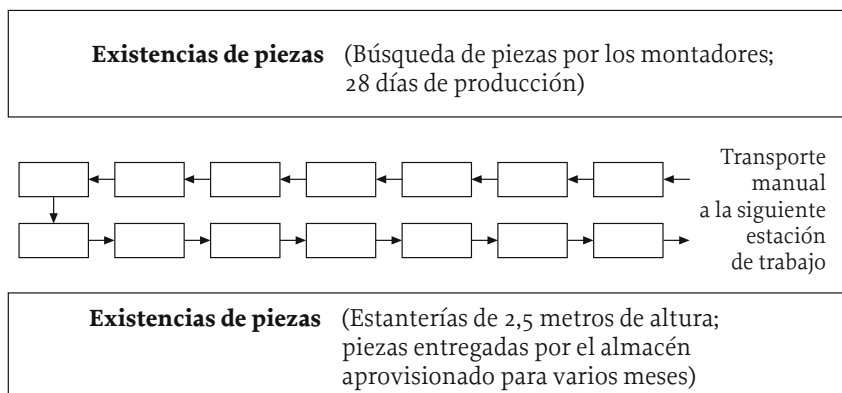 Existencias de piezas (Búsqueda de piezas por los montadores;
28 días de producción)
Transporte
manual
a la siguiente
estación
de trabajo
Existencias de piezas (Estanterías de 2,5 metros de altura;
piezas entregadas por el almacén
aprovisionado para varios meses)